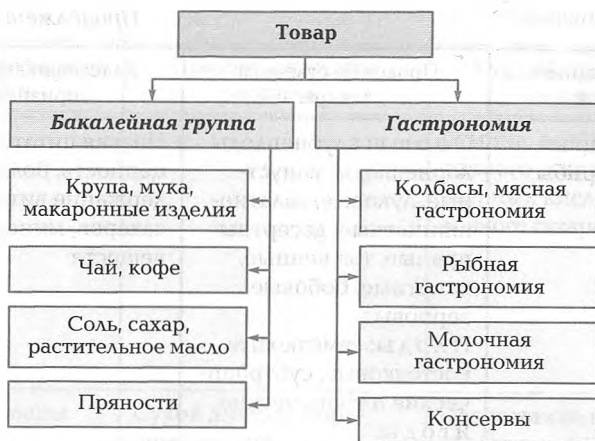 Товар
Бакалейная группа
Крупа, мука,
макаронные изделия
Чай, кофе
Соль, сахар,
растительное масло
Пряности
Гастрономия
Колбасы, мясная
гастрономия
Рыбная
гастрономия
Молочная
гастрономия
Консервы